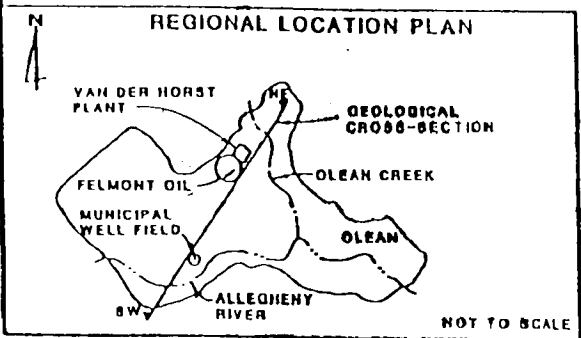 N
REGIONAL LOCATION PLAN
VAN DER HORST
PLANT
NE
GEOLOGICAL
CROSS-SECTION
FELMONT OIL
OLEAN CREEK
MUNICIPAL
WELL FIELD
OLEAN
ALLEGHENY
RIVER
SW
NOT TO SCALE